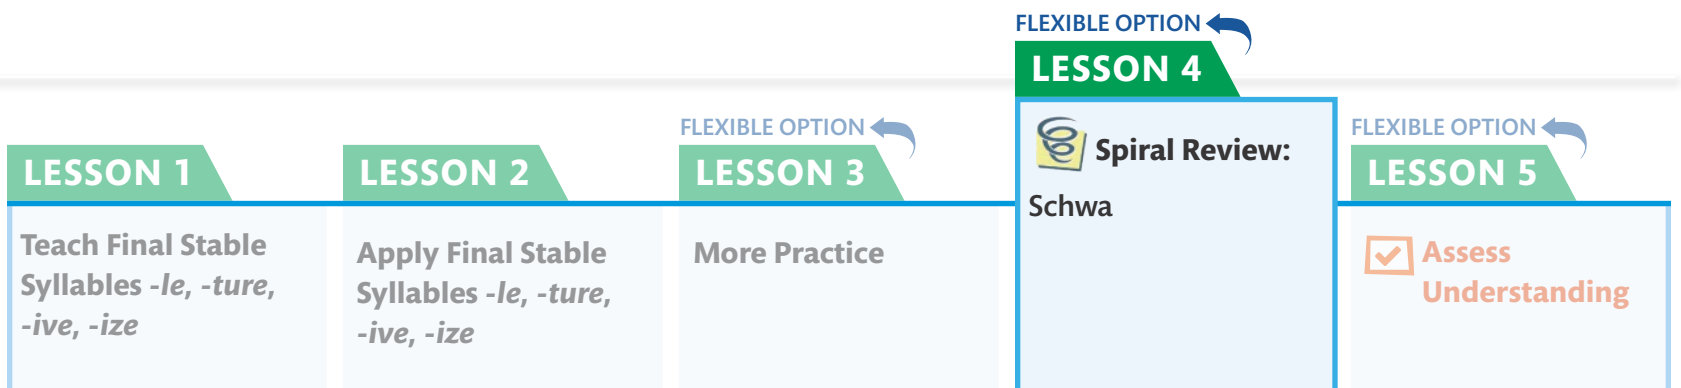 FLEXIBLE OPTION
LESSON 4
Spiral Review:
Schwa
LESSON 1
Teach Final Stable
Syllables -le, -ture,
-ive, -ize
LESSON 2
Apply Final Stable
Syllables -le, -ture,
-ive, -ize
FLEXIBLE OPTION
LESSON 3
More Practice
FLEXIBLE OPTION
LESSON 5
Assess
Understanding